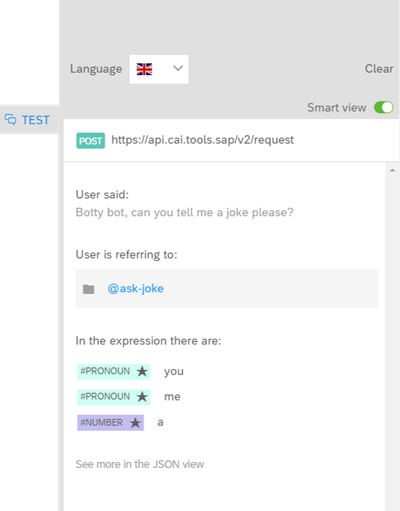 Language
Clear
Smart view
TEST
POST https://api.cai.tools.sap/v2/request
User said:
Botty bot, can you tell me a joke please?
User is referring to:
@ask-joke
In the expression there are:
#PRONOUN you
#PRONOUN me
#NUMBER a
See more in the JSON view